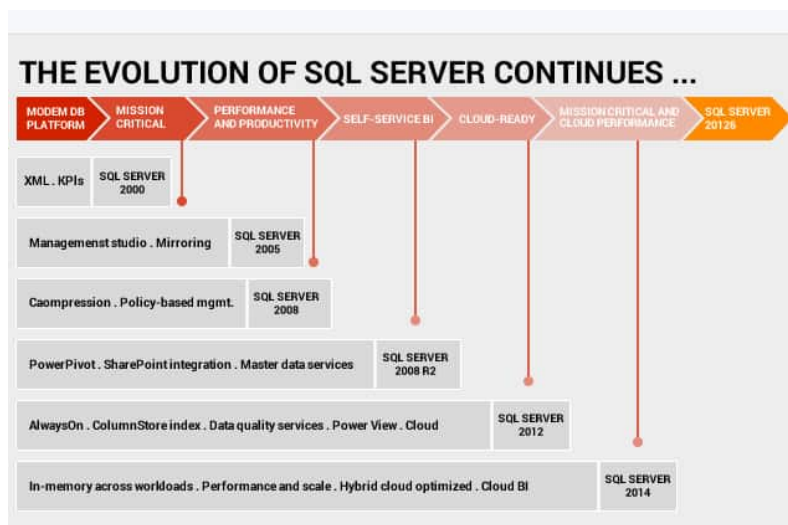 THE EVOLUTION OF SQL SERVER CONTINUES ...
MODEM DB
PLATFORM
MISSION
CRITICAL
PERFORMANCE
AND PRODUCTIVITY
SELF-SERVICE BI
CLOUD-READY
MISSION CRITICAL AND
CLOUD PERFORMANCE
SQL SERVER
20126
XML . KPIs
SQL SERVER
2000
Managemenst studio . Mirroring
SQL SERVER
2005
Caompression . Policy-based mgmt.
SQL SERVER
2008
PowerPivot . SharePoint integration . Master data services
SQL SERVER
2008 R2
AlwaysOn . ColumnStore index . Data quality services . Power View . Cloud
SQL SERVER
2012
In-memory across workloads . Performance and scale . Hybrid cloud optimized . Cloud BI
SQL SERVER
2014